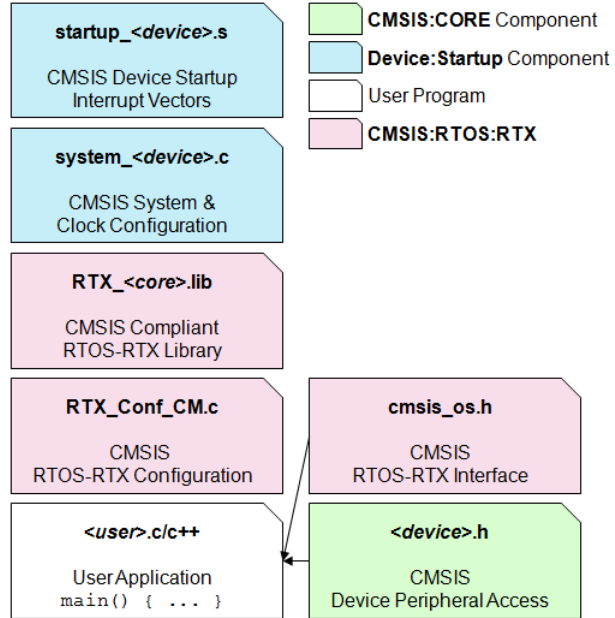 startup_<device>.s
CMSIS Device Startup
Interrupt Vectors
system_<device>.c
CMSIS System &
Clock Configuration
RTX_<core>.lib
CMSIS Compliant
RTOS-RTX Library
RTX_Conf_CM.c
CMSIS
RTOS-RTX Configuration
<user>.c/c++
User Application
main() { ... }
CMSIS:CORE Component
Device:Startup Component
User Program
CMSIS:RTOS:RTX
cmsis_os.h
CMSIS
RTOS-RTX Interface
<device>.h
CMSIS
Device Peripheral Access